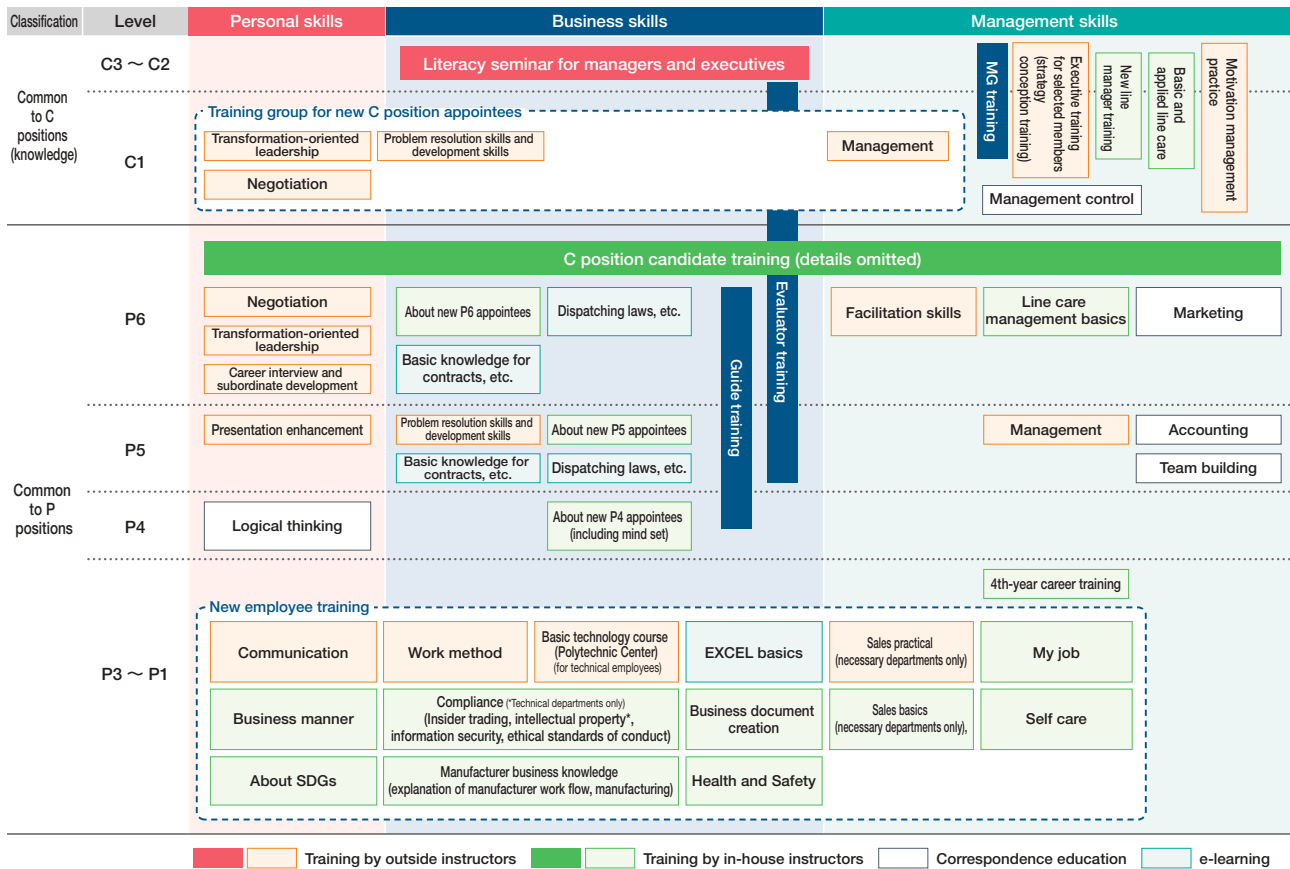 Classification
Level
Personal skills
Business skills
Management skills
Common
to C
positions
(knowledge)
C3 ～ C2
Literacy seminar for managers and executives
C1
Training group for new C position appointees
Transformation-oriented
leadership
Problem resolution skills and
development skills
Management
Negotiation
MG training
Executive training
for selected members
(strategy
conception training)
New line
manager training
Basic and
applied line care
Motivation management
practice
Management control
C position candidate training (details omitted)
Common
to P
positions
P6
Negotiation
Transformation-oriented
leadership
Career interview and
subordinate development
About new P6 appointees
Dispatching laws, etc.
Basic knowledge for
contracts, etc.
Guide training
Evaluator training
Facilitation skills
Line care
management basics
Marketing
P5
Presentation enhancement
Problem resolution skills and
development skills
About new P5 appointees
Basic knowledge for
contracts, etc.
Dispatching laws, etc.
Management
Accounting
Team building
P4
Logical thinking
About new P4 appointees
(including mind set)
P3 ～ P1
4th-year career training
New employee training
Communication
Work method
Basic technology course
(Polytechnic Center)
(for technical employees)
EXCEL basics
Sales practical
(necessary departments only)
My job
Business manner
Compliance (*Technical departments only)
(Insider trading, intellectual property*,
information security, ethical standards of conduct)
Business document
creation
Sales basics
(necessary departments only),
Self care
About SDGs
Manufacturer business knowledge
(explanation of manufacturer work flow, manufacturing)
Health and Safety
Training by outside instructors
Training by in-house instructors
Correspondence education
e-learning